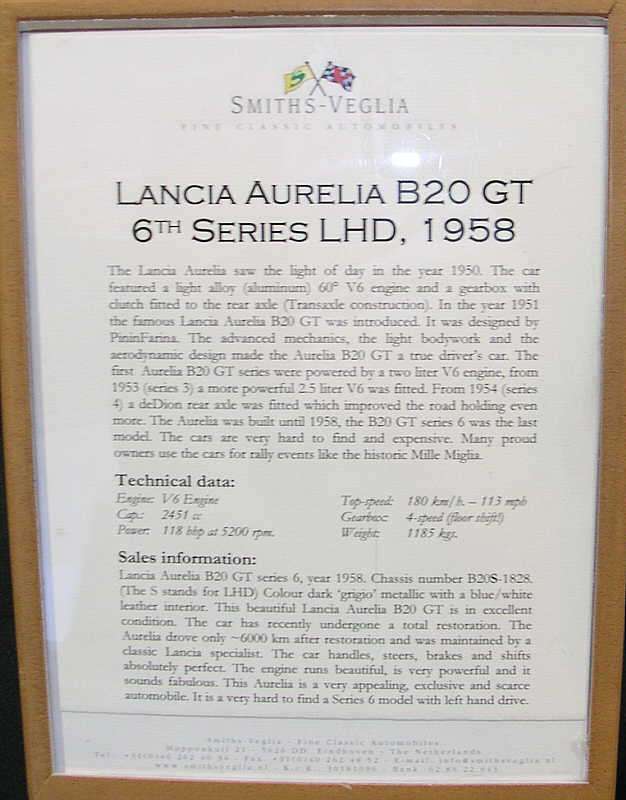 SMITHS-VEGLIA
FINE CLASSIC AUTOMOBILES
LANCIA AURELIA B20 GT
6TH SERIES LHD, 1958
The Lancia Aurelia saw the light of day in the year 1950. The car
featured a light alloy (aluminum) 60° V6 engine and a gearbox with
clutch fitted to the rear axle (Transaxle construction). In the year 1951
the famous Lancia Aurelia B20 GT was introduced. It was designed by
PininFarina. The advanced mechanics, the light bodywork and the
aerodynamic design made the Aurelia B20 GT a true driver's car. The
first Aurelia B20 GT series were powered by a two liter V6 engine, from
1953 (series 3) a more powerful 2.5 liter V6 was fitted. From 1954 (series
4) a deDion rear axle was fitted which improved the road holding even
more. The Aurelia was built until 1958, the B20 GT series 6 was the last
model. The cars are very hard to find and expensive. Many proud
owners use the cars for rally events like the historic Mille Miglia.
Technical data:
Engine: V6 Engine Top-speed: 180 km/h. – 113 mph
Cap.: 2451 cc Gearbox: 4-speed (floor shift!)
Power: 118 bhp at 5200 rpm. Weight: 1185 kgs.
Sales information:
Lancia Aurelia B20 GT series 6, year 1958. Chassis number B20S-1828.
(The S stands for LHD) Colour dark 'grigio' metallic with a blue/white
leather interior. This beautiful Lancia Aurelia B20 GT is in excellent
condition. The car has recently undergone a total restoration. The
Aurelia drove only ~6000 km after restoration and was maintained by a
classic Lancia specialist. The car handles, steers, brakes and shifts
absolutely perfect. The engine runs beautiful, is very powerful and it
sounds fabulous. This Aurelia is a very appealing, exclusive and scarce
automobile. It is a very hard to find a Series 6 model with left hand drive.
Smiths-Veglia - Fine Classic Automobiles
21 - 5626 DD Eindhoven - The Netherlands
Tel. - Fax. - E-mail: info@smithsveglia.nl
www.smithsveglia.nl - K.v.K. - Bank